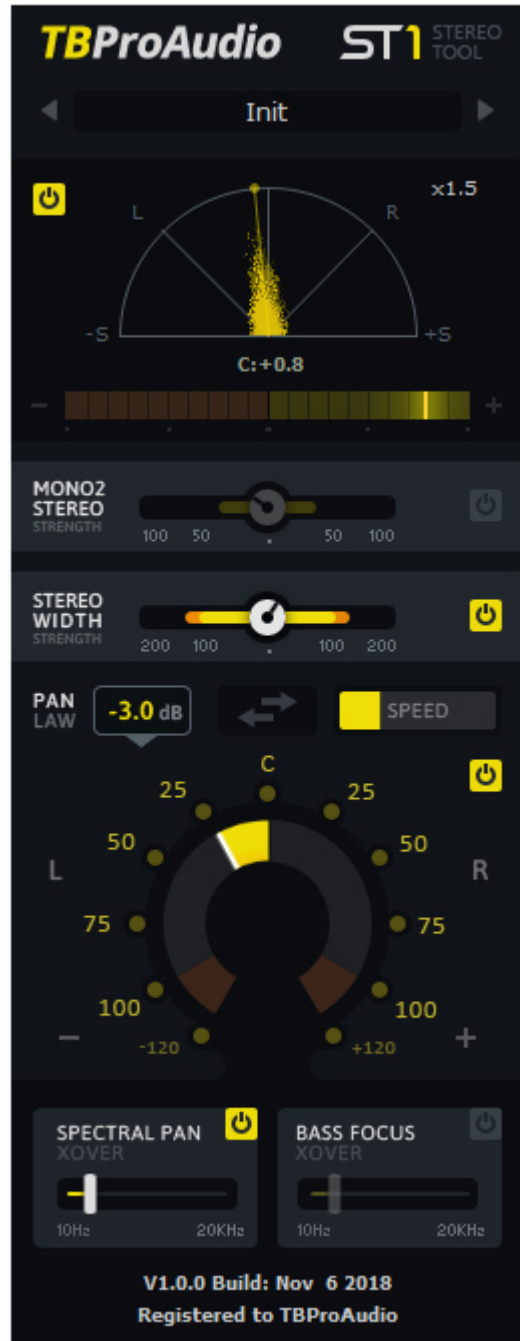 TBProAudio ST1 STEREO
TOOL
Init
x1.5
L R
-S +S
C:+0.8
− +
MONO2
STEREO
STRENGTH
100 50 . 50 100
STEREO
WIDTH
STRENGTH
200 100 . 100 200
PAN
LAW
-3.0 dB
SPEED
C
25 25
50 50
L R
75 75
100 100
-120 +120
− +
SPECTRAL PAN
XOVER
10Hz 20KHz
BASS FOCUS
XOVER
10Hz 20KHz
V1.0.0 Build: Nov 6 2018
Registered to TBProAudio